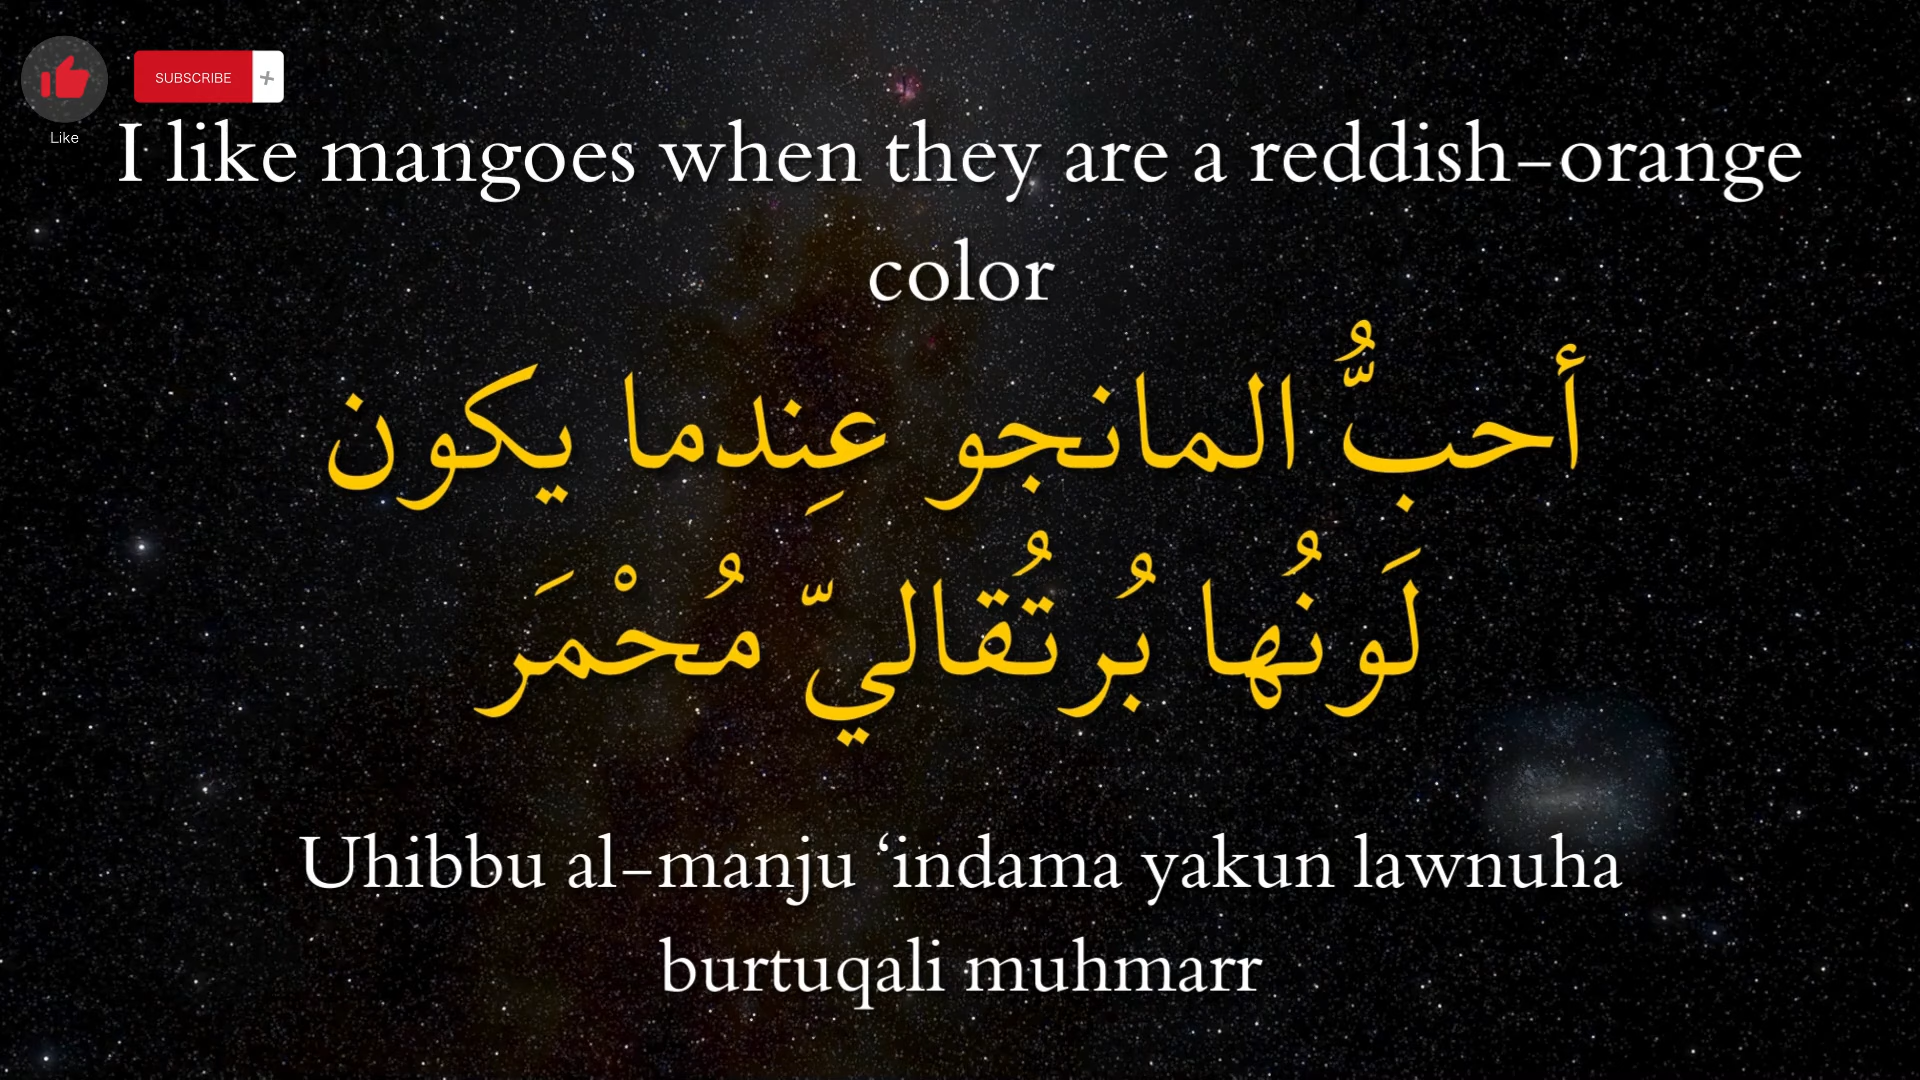 Like
SUBSCRIBE +
I like mangoes when they are a reddish-orange
color
أحبُّ المانجو عِندما يكون
لَونُها بُرتُقاليّ مُحْمَر
Uhibbu al-manju ‘indama yakun lawnuha
burtuqali muhmarr